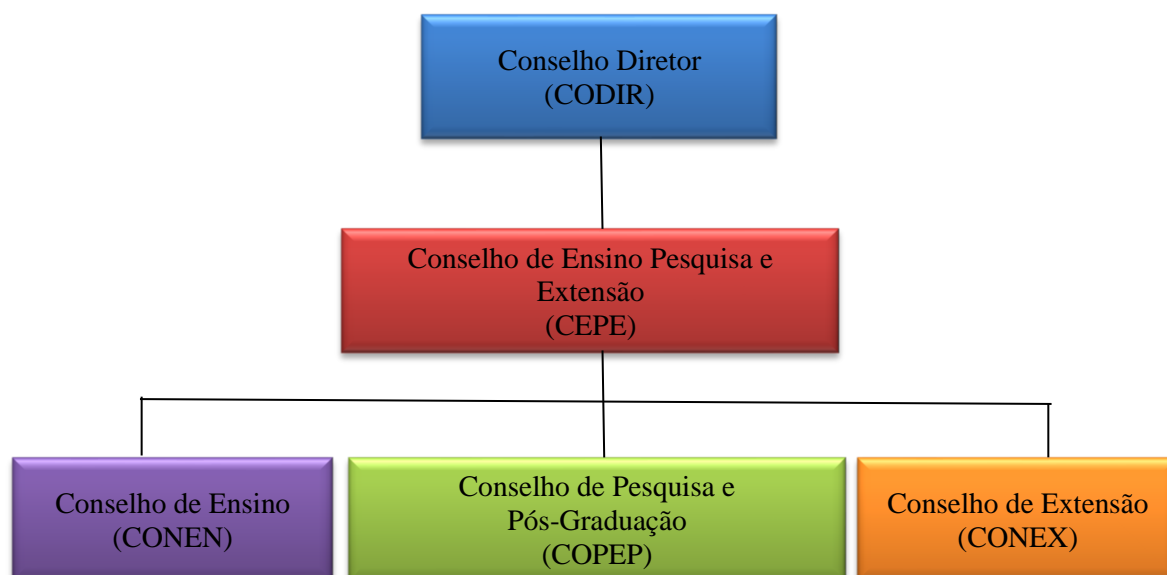 Conselho Diretor
(CODIR)
Conselho de Ensino Pesquisa e
Extensão
(CEPE)
Conselho de Ensino
(CONEN)
Conselho de Pesquisa e
Pós-Graduação
(COPEP)
Conselho de Extensão
(CONEX)